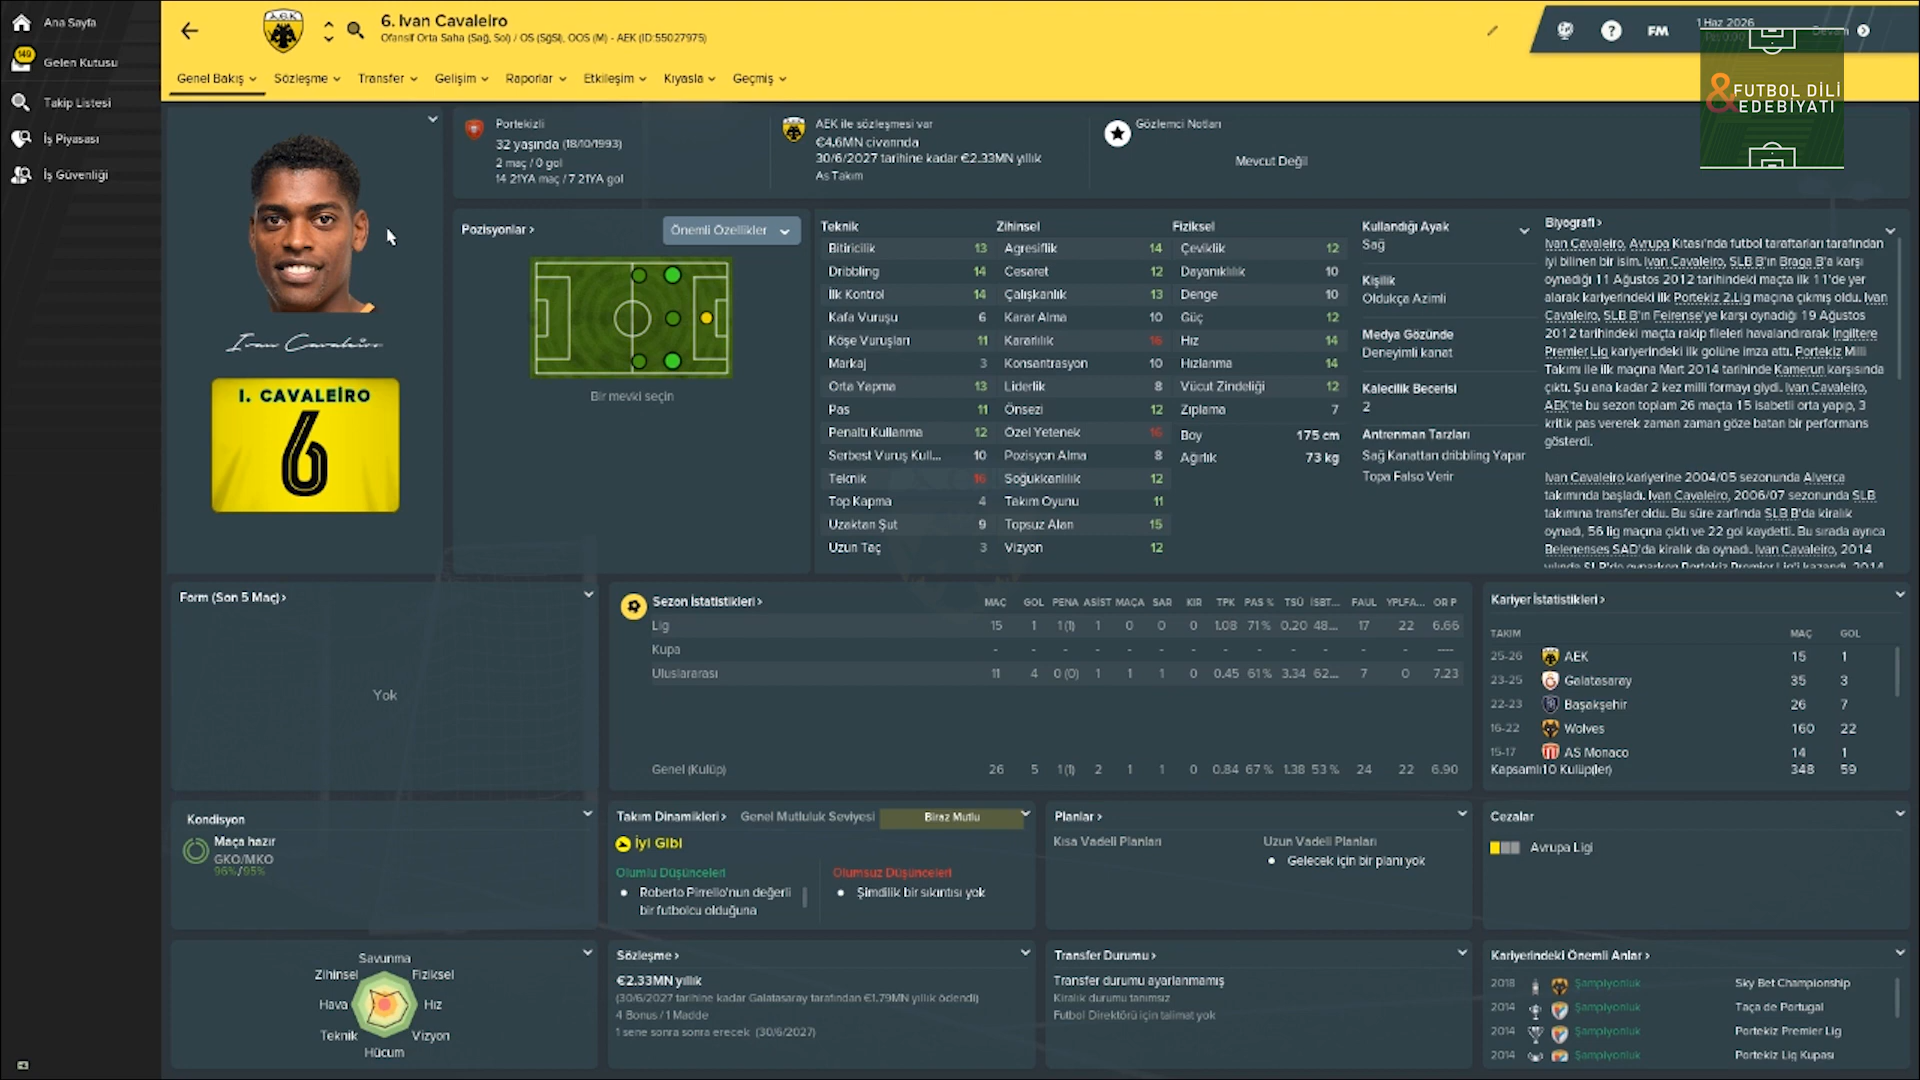 Ana Sayfa
149
Gelen Kutusu
Takip Listesi
İş Piyasası
İş Güvenliği
6. Ivan Cavaleiro
Ofansif Orta Saha (Sağ, Sol) / OS (SğSl), OOS (M) - AEK (ID:55027975)
Genel Bakış
Sözleşme
Transfer
Gelişim
Raporlar
Etkileşim
Kıyasla
Geçmiş
FM
1 Haz 2026
Devam
& FUTBOL DİLİ
EDEBİYATI
Ivan Cavaleiro
I. CAVALEİRO
6
Portekizli
32 yaşında (18/10/1993)
2 maç / 0 gol
14 21YA maç / 7 21YA gol
AEK ile sözleşmesi var
€4.6MN civarında
30/6/2027 tarihine kadar €2.33MN yıllık
As Takım
Gözlemci Notları
Mevcut Değil
Pozisyonlar
Önemli Özellikler
Bir mevki seçin
Teknik Zihinsel Fiziksel
Bitiricilik 13 Agresiflik 14 Çeviklik 12
Dribbling 14 Cesaret 12 Dayanıklılık 10
İlk Kontrol 14 Çalışkanlık 13 Denge 10
Kafa Vuruşu 6 Karar Alma 10 Güç 12
Köşe Vuruşları 11 Kararlılık 16 Hız 14
Markaj 3 Konsantrasyon 10 Hızlanma 14
Orta Yapma 13 Liderlik 8 Vücut Zindeliği 12
Pas 11 Önsezi 12 Zıplama 7
Penaltı Kullanma 12 Özel Yetenek 16 Boy 175 cm
Serbest Vuruş Kull... 10 Pozisyon Alma 8 Ağırlık 73 kg
Teknik 16 Soğukkanlılık 12
Top Kapma 4 Takım Oyunu 11
Uzaktan Şut 9 Topsuz Alan 15
Uzun Taç 3 Vizyon 12
Kullandığı Ayak
Sağ
Kişilik
Oldukça Azimli
Medya Gözünde
Deneyimli kanat
Kalecilik Becerisi
2
Antrenman Tarzları
Sağ Kanattan dribbling Yapar
Topa Falso Verir
Biyografi
Ivan Cavaleiro, Avrupa Kıtası'nda futbol taraftarları tarafından
iyi bilinen bir isim. Ivan Cavaleiro, SLB B'ın Braga B'a karşı
oynadığı 11 Ağustos 2012 tarihindeki maçta ilk 11'de yer
alarak kariyerindeki ilk Portekiz 2.Lig maçına çıkmış oldu. Ivan
Cavaleiro, SLB B'ın Feirense'ye karşı oynadığı 19 Ağustos
2012 tarihindeki maçta rakip fileleri havalandırarak İngiltere
Premier Lig kariyerindeki ilk golüne imza attı. Portekiz Milli
Takımı ile ilk maçına Mart 2014 tarihinde Kamerun karşısında
çıktı. Şu ana kadar 2 kez milli formayı giydi. Ivan Cavaleiro,
AEK'te bu sezon toplam 26 maçta 15 isabetli orta yapıp, 3
kritik pas vererek zaman zaman göze batan bir performans
gösterdi.
Ivan Cavaleiro kariyerine 2004/05 sezonunda Alverca
takımında başladı. Ivan Cavaleiro, 2006/07 sezonunda SLB
takımına transfer oldu. Bu süre zarfında SLB B'da kiralık
oynadı, 56 lig maçına çıktı ve 22 gol kaydetti. Bu sırada ayrıca
Belenenses SAD'da kiralık da oynadı. Ivan Cavaleiro, 2014
yılında SLB'de oynarken Portekiz Premier Lig'i kazandı. 2014
Form (Son 5 Maç)
Yok
Sezon İstatistikleri MAÇ GOL PENA ASİST MAÇA SAR KIR TPK PAS % TSÜ İSBT... FAUL YPLFA... OR P
Lig 15 1 1(1) 1 0 0 0 1.08 71% 0.20 48... 17 22 6.66
Kupa - - - - - - - - - - - - - ----
Uluslararası 11 4 0 (0) 1 1 1 0 0.45 61% 3.34 62... 7 0 7.23
Genel (Kulüp) 26 5 1(1) 2 1 1 0 0.84 67% 1.38 53% 24 22 6.90
Kariyer İstatistikleri
TAKIM MAÇ GOL
25-26 AEK 15 1
23-25 Galatasaray 35 3
22-23 Başakşehir 26 7
16-22 Wolves 160 22
15-17 AS Monaco 14 1
Kapsamlı10 Kulüp(ler) 348 59
Kondisyon
Maça hazır
GKO/MKO
96%/95%
Takım Dinamikleri Genel Mutluluk Seviyesi Biraz Mutlu
İyi Gibi
Olumlu Düşünceleri
Roberto Pirrello'nun değerli
bir futbolcu olduğuna
Olumsuz Düşünceleri
Şimdilik bir sıkıntısı yok
Planlar
Kısa Vadeli Planları
Uzun Vadeli Planları
Gelecek için bir planı yok
Cezalar
Avrupa Ligi
Savunma
Zihinsel Fiziksel
Hava Hız
Teknik Vizyon
Hücum
Sözleşme
€2.33MN yıllık
(30/6/2027 tarihine kadar Galatasaray tarafından €1.79MN yıllık ödendi)
4 Bonus / 1 Madde
1 sene sonra sonra erecek (30/6/2027)
Transfer Durumu
Transfer durumu ayarlanmamış
Kiralık durumu tanımsız
Futbol Direktörü için talimat yok
Kariyerindeki Önemli Anlar
2018 Şampiyonluk Sky Bet Championship
2014 Şampiyonluk Taça de Portugal
2014 Şampiyonluk Portekiz Premier Lig
2014 Şampiyonluk Portekiz Lig Kupası